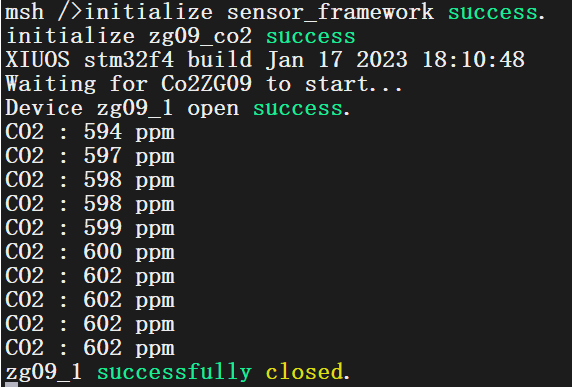 msh />initialize sensor_framework success.
initialize zg09_co2 success
XIUOS stm32f4 build Jan 17 2023 18:10:48
Waiting for Co2ZG09 to start...
Device zg09_1 open success.
CO2 : 594 ppm
CO2 : 597 ppm
CO2 : 598 ppm
CO2 : 598 ppm
CO2 : 599 ppm
CO2 : 600 ppm
CO2 : 602 ppm
CO2 : 602 ppm
CO2 : 602 ppm
CO2 : 602 ppm
zg09_1 successfully closed.